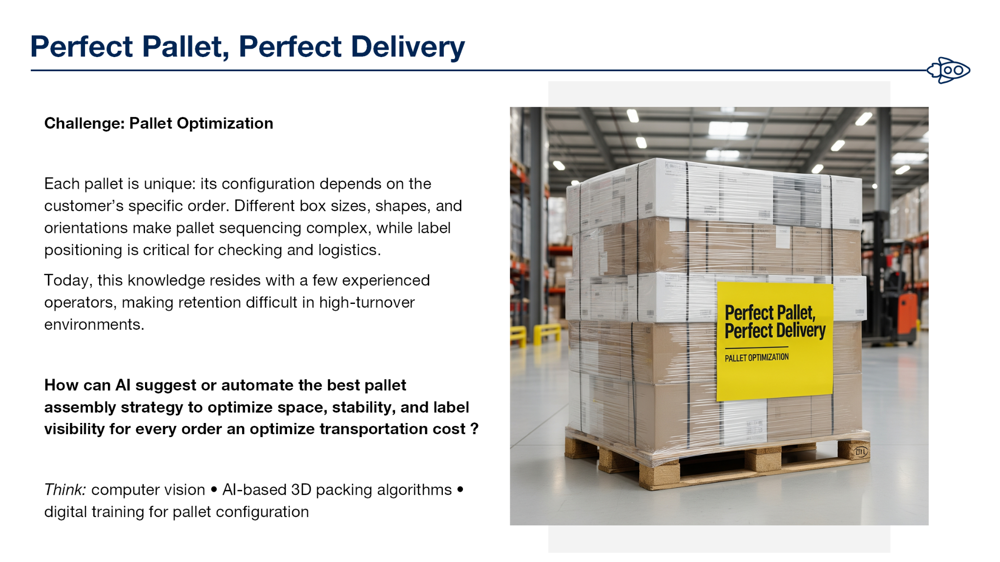 Perfect Pallet, Perfect Delivery
Challenge: Pallet Optimization
Each pallet is unique: its configuration depends on the
customer’s specific order. Different box sizes, shapes, and
orientations make pallet sequencing complex, while label
positioning is critical for checking and logistics.
Today, this knowledge resides with a few experienced
operators, making retention difficult in high-turnover
environments.
How can AI suggest or automate the best pallet
assembly strategy to optimize space, stability, and label
visibility for every order an optimize transportation cost ?
Think: computer vision • AI-based 3D packing algorithms •
digital training for pallet configuration
Perfect Pallet,
Perfect Delivery
PALLET OPTIMIZATION